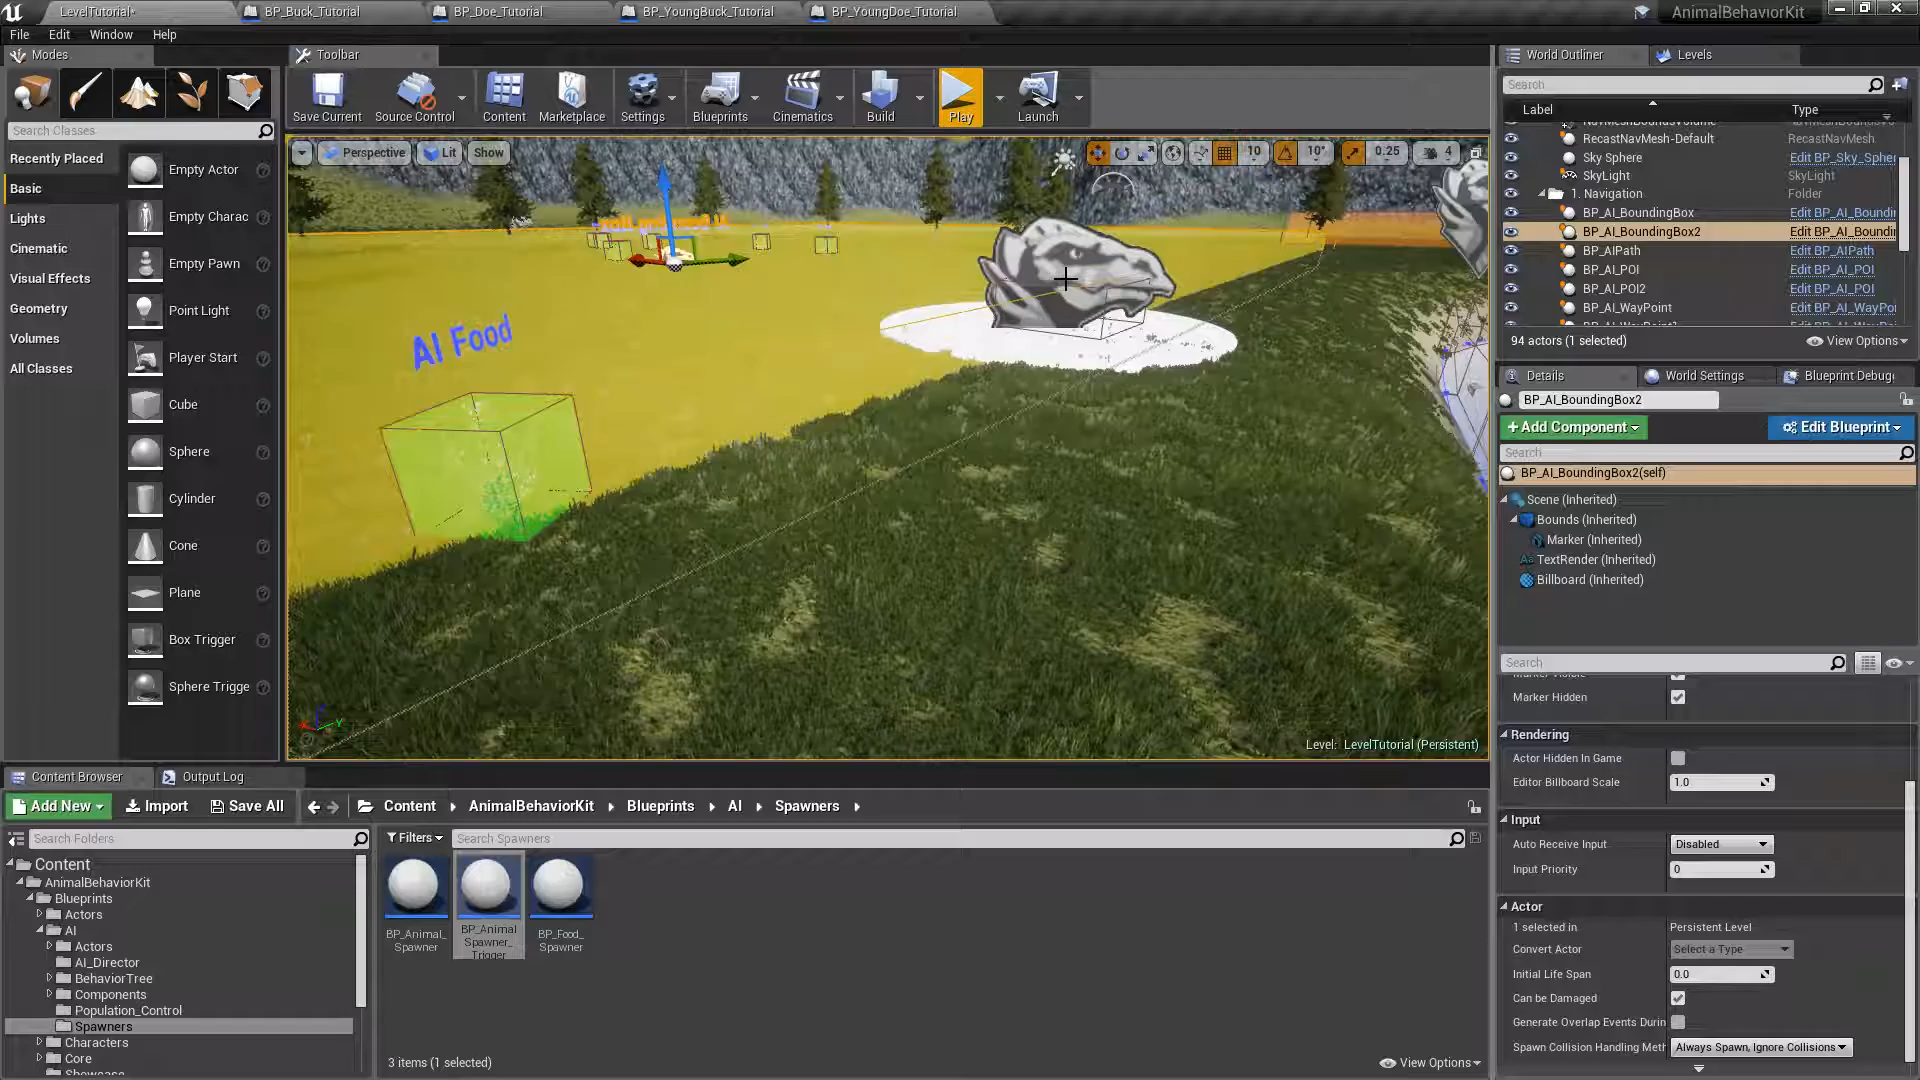 LevelTutorial*
BP_Buck_Tutorial
BP_Doe_Tutorial
BP_YoungBuck_Tutorial
BP_YoungDoe_Tutorial
AnimalBehaviorKit
File
Edit
Window
Help
Modes
Toolbar
World Outliner
Levels
Save Current
Source Control
Content
Marketplace
Settings
Blueprints
Cinematics
Build
Play
Launch
Search
Label
Type
Search Classes
Recently Placed
Basic
Lights
Cinematic
Visual Effects
Geometry
Volumes
All Classes
Empty Actor
Empty Charac
Empty Pawn
Point Light
Player Start
Cube
Sphere
Cylinder
Cone
Plane
Box Trigger
Sphere Trigge
Perspective
Lit
Show
10
10°
0.25
4
AI Food
Level: LevelTutorial (Persistent)
RecastNavMesh-Default
RecastNavMesh
Sky Sphere
Edit BP_Sky_Spher
SkyLight
SkyLight
1. Navigation
Folder
BP_AI_BoundingBox
Edit BP_AI_Boundin
BP_AI_BoundingBox2
Edit BP_AI_Boundin
BP_AIPath
Edit BP_AIPath
BP_AI_POI
Edit BP_AI_POI
BP_AI_POI2
Edit BP_AI_POI
BP_AI_WayPoint
Edit BP_AI_WayPoi
94 actors (1 selected)
View Options
Details
World Settings
Blueprint Debug
BP_AI_BoundingBox2
+Add Component
Edit Blueprint
Search
BP_AI_BoundingBox2(self)
Scene (Inherited)
Bounds (Inherited)
Marker (Inherited)
TextRender (Inherited)
Billboard (Inherited)
Search
Marker Hidden
Rendering
Actor Hidden In Game
Editor Billboard Scale
1.0
Input
Auto Receive Input
Disabled
Input Priority
0
Actor
1 selected in
Persistent Level
Convert Actor
Select a Type
Initial Life Span
0.0
Can be Damaged
Generate Overlap Events Durin
Spawn Collision Handling Meth
Always Spawn, Ignore Collisions
Content Browser
Output Log
Add New
Import
Save All
Content
AnimalBehaviorKit
Blueprints
AI
Spawners
Search Folders
Filters
Search Spawners
Content
AnimalBehaviorKit
Blueprints
Actors
AI
Actors
AI_Director
BehaviorTree
Components
Population_Control
Spawners
Characters
Core
Showcase
BP_Animal_
Spawner
BP_Animal
Spawner_
Trigger
BP_Food_
Spawner
3 items (1 selected)
View Options